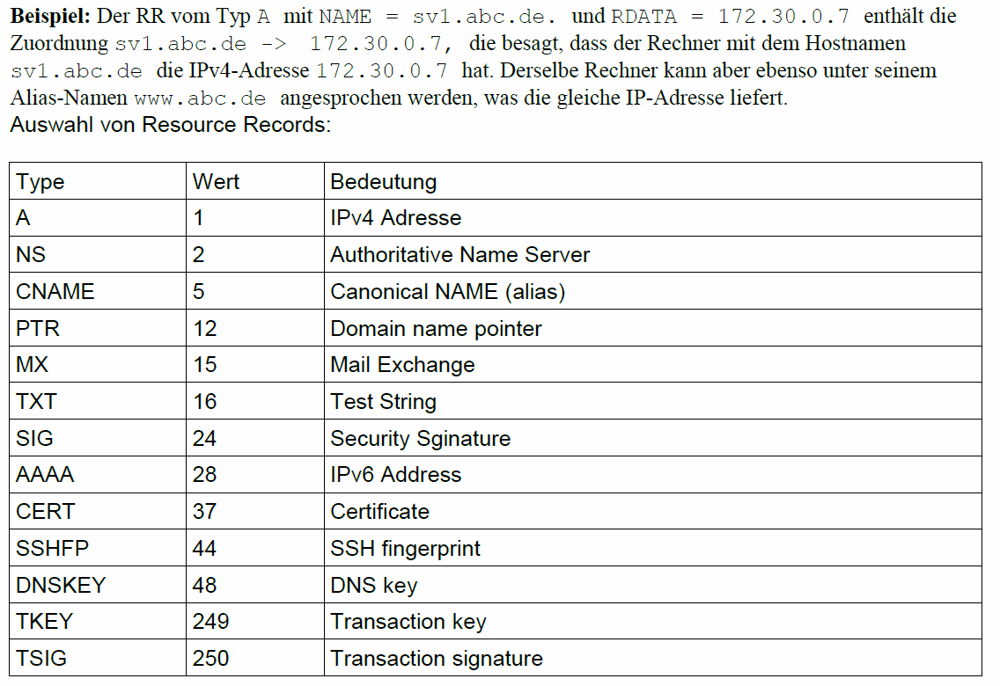 Beispiel: Der RR vom Typ A mit NAME = sv1.abc.de. und RDATA = 172.30.0.7 enthält die
Zuordnung sv1.abc.de -> 172.30.0.7, die besagt, dass der Rechner mit dem Hostnamen
sv1.abc.de die IPv4-Adresse 172.30.0.7 hat. Derselbe Rechner kann aber ebenso unter seinem
Alias-Namen www.abc.de angesprochen werden, was die gleiche IP-Adresse liefert.
Auswahl von Resource Records:
Type Wert Bedeutung
A 1 IPv4 Adresse
NS 2 Authoritative Name Server
CNAME 5 Canonical NAME (alias)
PTR 12 Domain name pointer
MX 15 Mail Exchange
TXT 16 Test String
SIG 24 Security Sginature
AAAA 28 IPv6 Address
CERT 37 Certificate
SSHFP 44 SSH fingerprint
DNSKEY 48 DNS key
TKEY 249 Transaction key
TSIG 250 Transaction signature